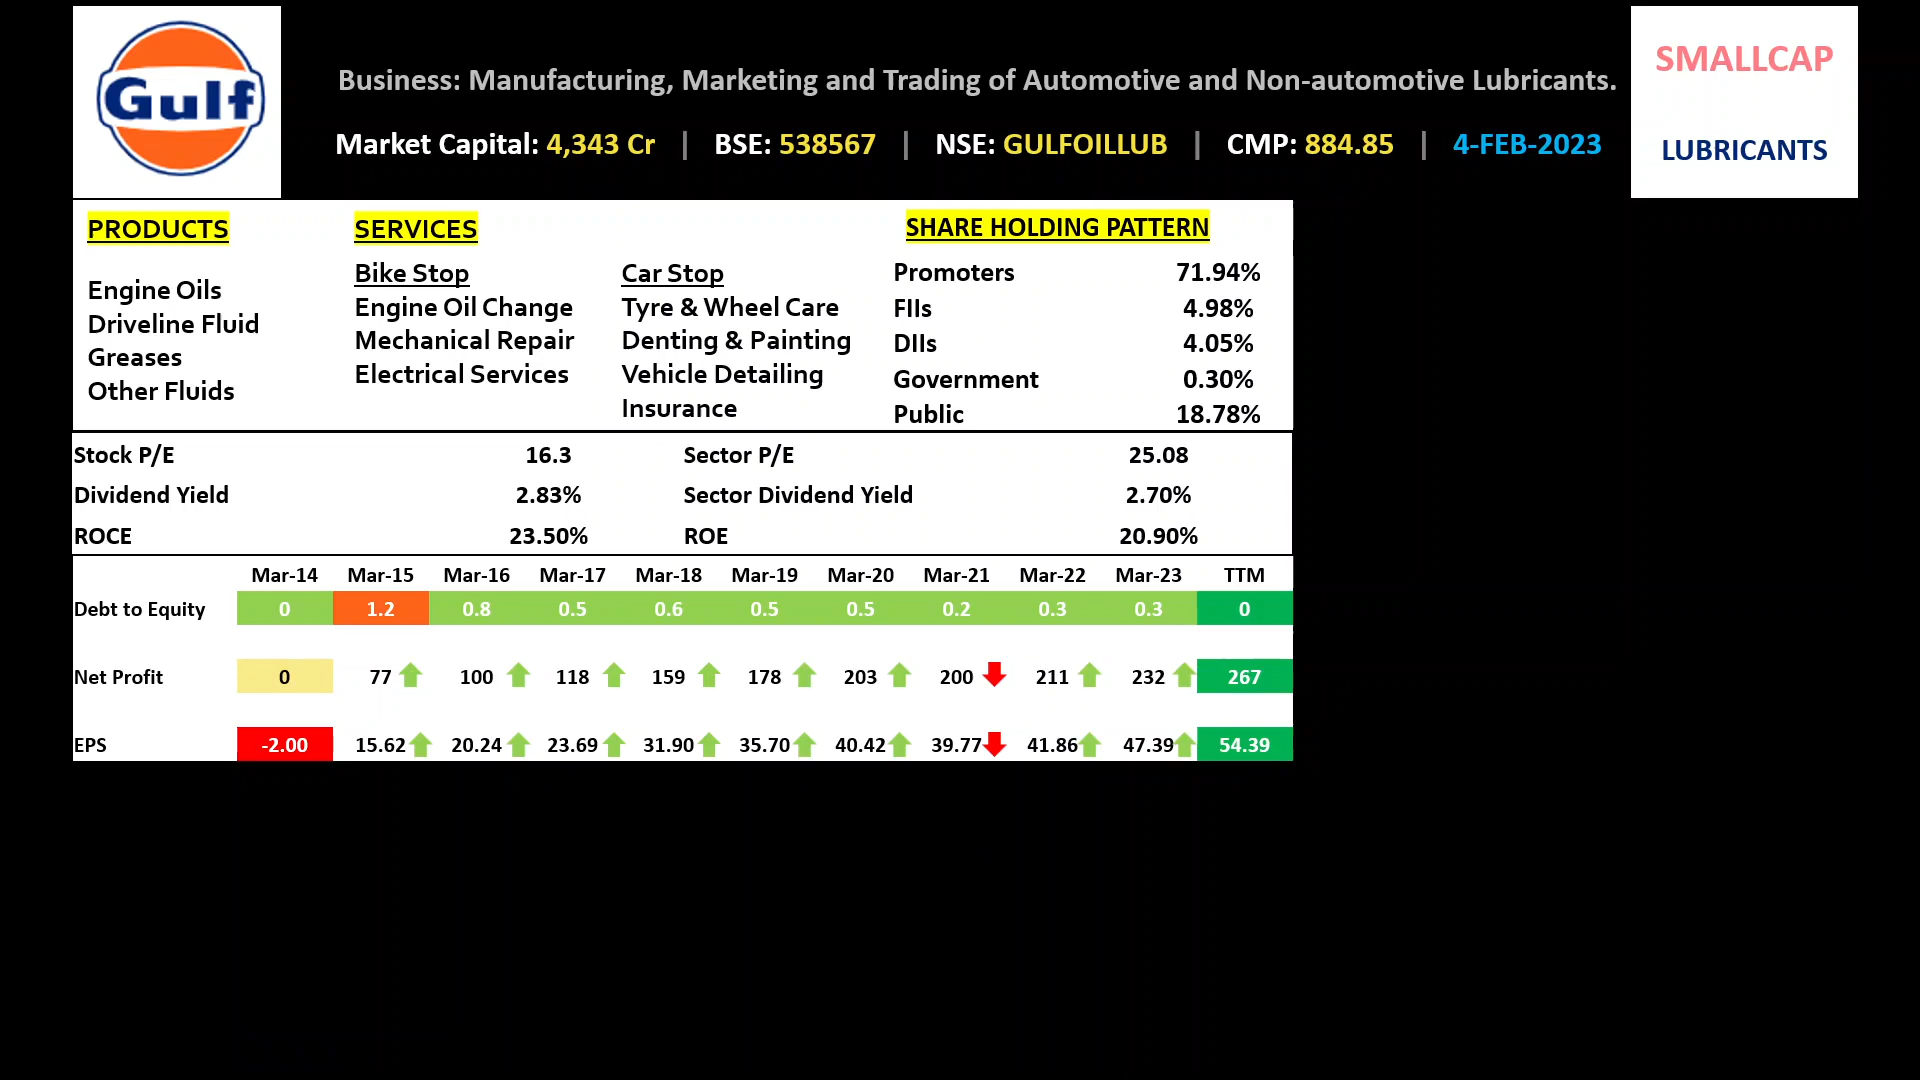 Gulf
Business: Manufacturing, Marketing and Trading of Automotive and Non-automotive Lubricants.
Market Capital: 4,343 Cr | BSE: 538567 | NSE: GULFOILLUB | CMP: 884.85 | 4-FEB-2023
SMALLCAP
LUBRICANTS
PRODUCTS
Engine Oils
Driveline Fluid
Greases
Other Fluids
SERVICES
Bike Stop
Engine Oil Change
Mechanical Repair
Electrical Services
Car Stop
Tyre & Wheel Care
Denting & Painting
Vehicle Detailing
Insurance
SHARE HOLDING PATTERN
Promoters 71.94%
FIIs 4.98%
DIIs 4.05%
Government 0.30%
Public 18.78%
Stock P/E 16.3 Sector P/E 25.08
Dividend Yield 2.83% Sector Dividend Yield 2.70%
ROCE 23.50% ROE 20.90%
Mar-14 Mar-15 Mar-16 Mar-17 Mar-18 Mar-19 Mar-20 Mar-21 Mar-22 Mar-23 TTM
Debt to Equity 0 1.2 0.8 0.5 0.6 0.5 0.5 0.2 0.3 0.3 0
Net Profit 0 77 100 118 159 178 203 200 211 232 267
EPS -2.00 15.62 20.24 23.69 31.90 35.70 40.42 39.77 41.86 47.39 54.39